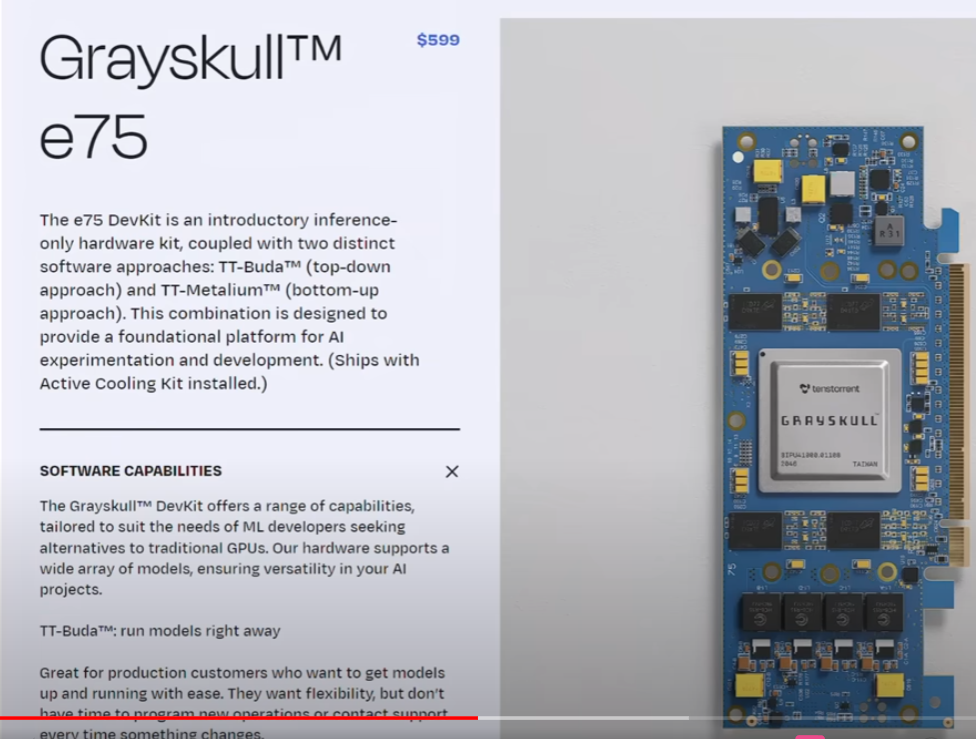 Grayskull™
$599
e75
The e75 DevKit is an introductory inference-
only hardware kit, coupled with two distinct
software approaches: TT-Buda™ (top-down
approach) and TT-Metalium™ (bottom-up
approach). This combination is designed to
provide a foundational platform for AI
experimentation and development. (Ships with
Active Cooling Kit installed.)
SOFTWARE CAPABILITIES
The Grayskull™ DevKit offers a range of capabilities,
tailored to suit the needs of ML developers seeking
alternatives to traditional GPUs. Our hardware supports a
wide array of models, ensuring versatility in your AI
projects.
TT-Buda™: run models right away
Great for production customers who want to get models
up and running with ease. They want flexibility, but don't
have time to program new operations or contact support
every time something changes.
A
R31
tenstorrent
GRAYSKULL™
2046
TAIWAN
75